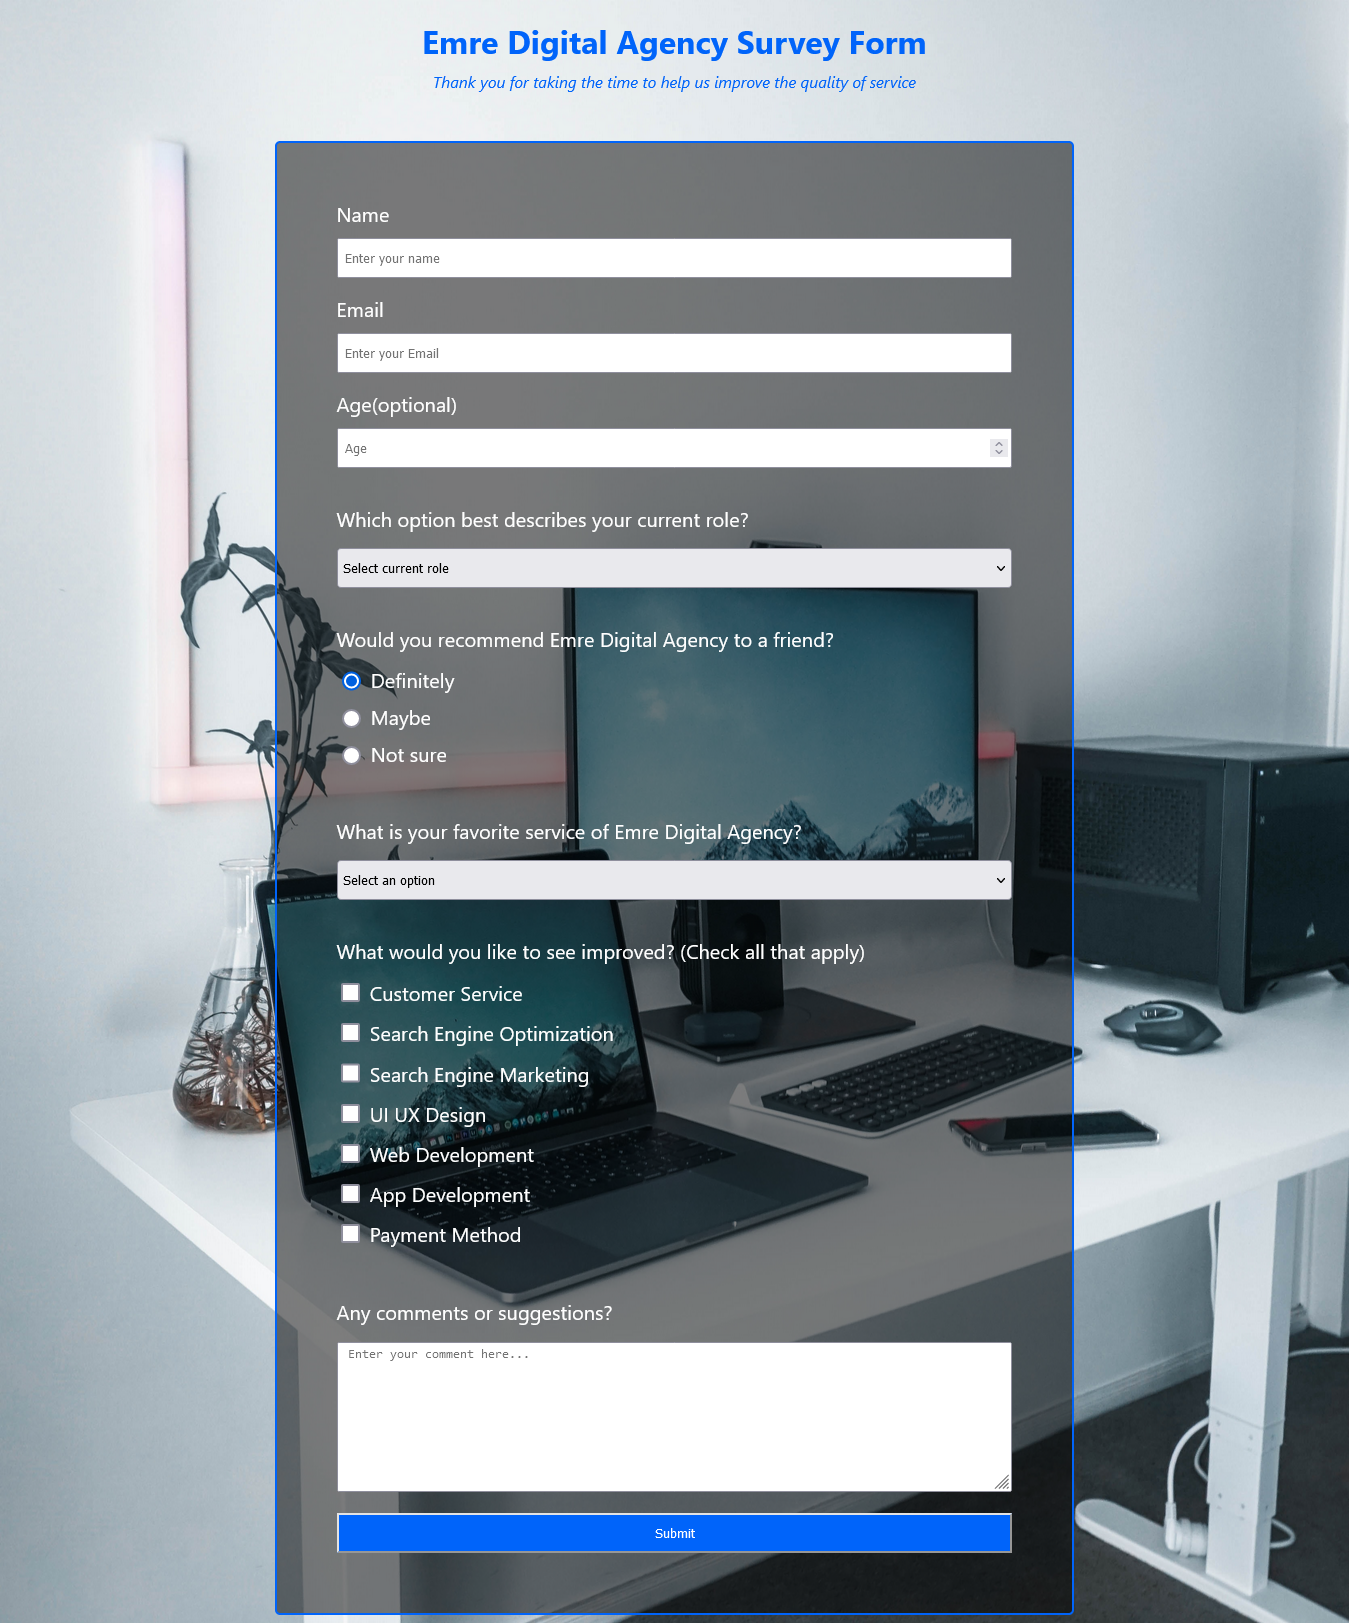 Emre Digital Agency Survey Form
Thank you for taking the time to help us improve the quality of service
Name
Enter your name
Email
Enter your Email
Age(optional)
Age
Which option best describes your current role?
Select current role
Would you recommend Emre Digital Agency to a friend?
Definitely
Maybe
Not sure
What is your favorite service of Emre Digital Agency?
Select an option
What would you like to see improved? (Check all that apply)
Customer Service
Search Engine Optimization
Search Engine Marketing
UI UX Design
Web Development
App Development
Payment Method
Any comments or suggestions?
Enter your comment here...
Submit